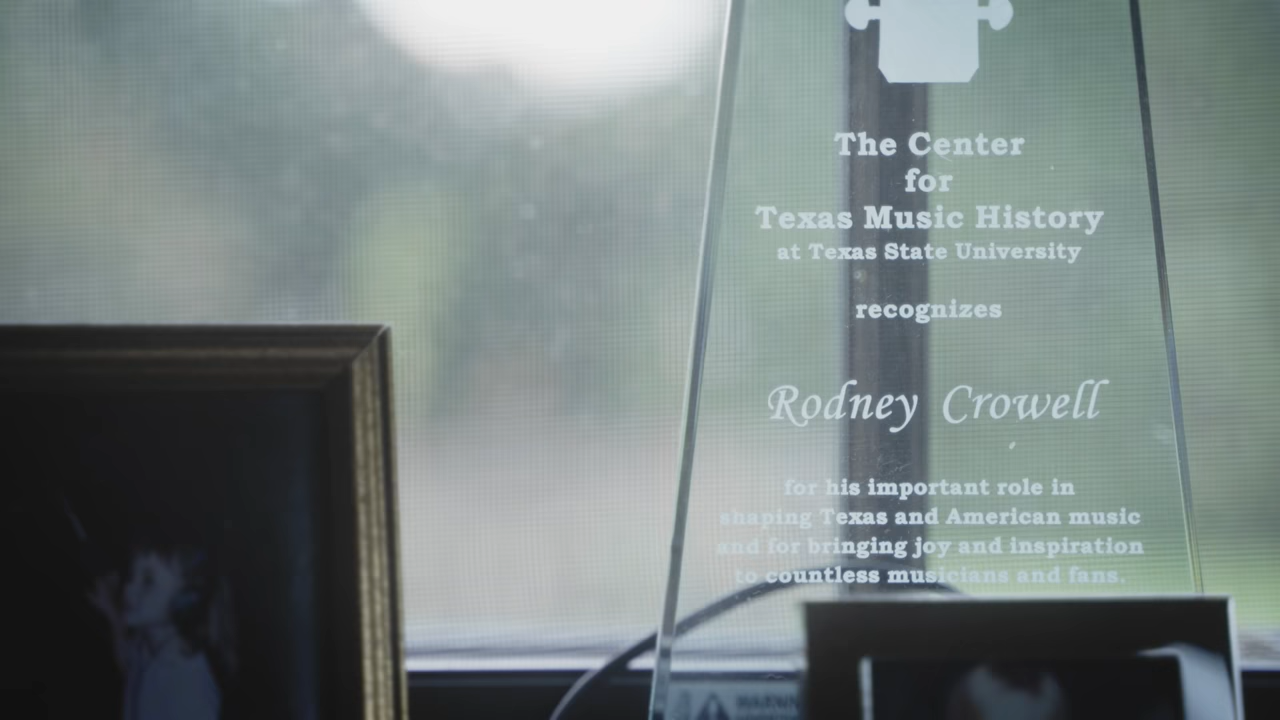 The Center
for
Texas Music History
at Texas State University
recognizes
Rodney Crowell
for his important role in
shaping Texas and American music
and for bringing joy and inspiration
to countless musicians and fans.